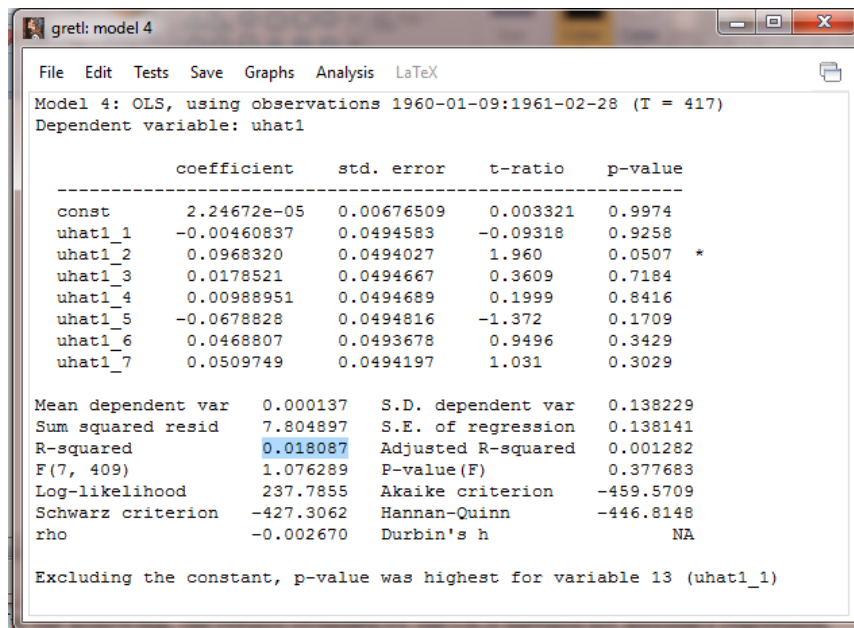 gretl: model 4
File Edit Tests Save Graphs Analysis LaTeX
Model 4: OLS, using observations 1960-01-09:1961-02-28 (T = 417)
Dependent variable: uhat1
coefficient std. error t-ratio p-value
---------------------------------------------------------
const 2.24672e-05 0.00676509 0.003321 0.9974
uhat1_1 -0.00460837 0.0494583 -0.09318 0.9258
uhat1_2 0.0968320 0.0494027 1.960 0.0507 *
uhat1_3 0.0178521 0.0494667 0.3609 0.7184
uhat1_4 0.00988951 0.0494689 0.1999 0.8416
uhat1_5 -0.0678828 0.0494816 -1.372 0.1709
uhat1_6 0.0468807 0.0493678 0.9496 0.3429
uhat1_7 0.0509749 0.0494197 1.031 0.3029
Mean dependent var 0.000137 S.D. dependent var 0.138229
Sum squared resid 7.804897 S.E. of regression 0.138141
R-squared 0.018087 Adjusted R-squared 0.001282
F(7, 409) 1.076289 P-value(F) 0.377683
Log-likelihood 237.7855 Akaike criterion -459.5709
Schwarz criterion -427.3062 Hannan-Quinn -446.8148
rho -0.002670 Durbin's h NA
Excluding the constant, p-value was highest for variable 13 (uhat1_1)